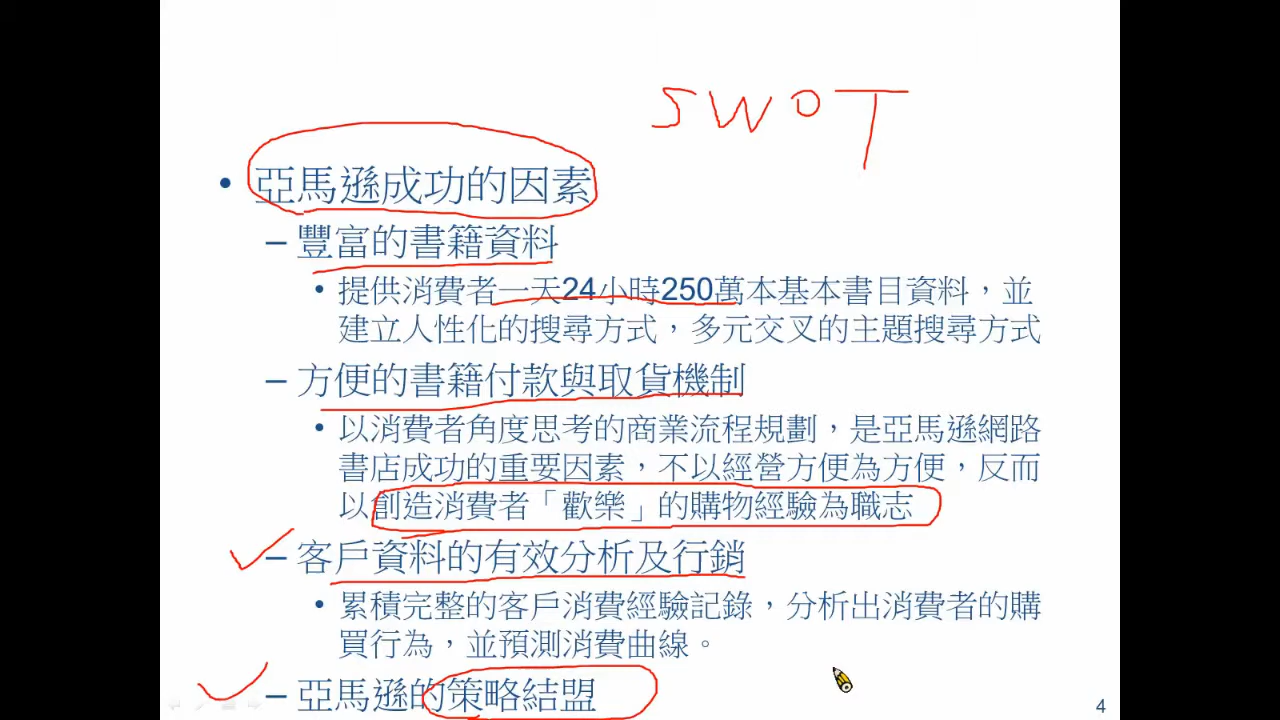 SWOT
• 亞馬遜成功的因素
– 豐富的書籍資料
• 提供消費者一天24小時250萬本基本書目資料，並
建立人性化的搜尋方式，多元交叉的主題搜尋方式
– 方便的書籍付款與取貨機制
• 以消費者角度思考的商業流程規劃，是亞馬遜網路
書店成功的重要因素，不以經營方便為方便，反而
以創造消費者「歡樂」的購物經驗為職志
– 客戶資料的有效分析及行銷
• 累積完整的客戶消費經驗記錄，分析出消費者的購
買行為，並預測消費曲線。
– 亞馬遜的策略結盟
4